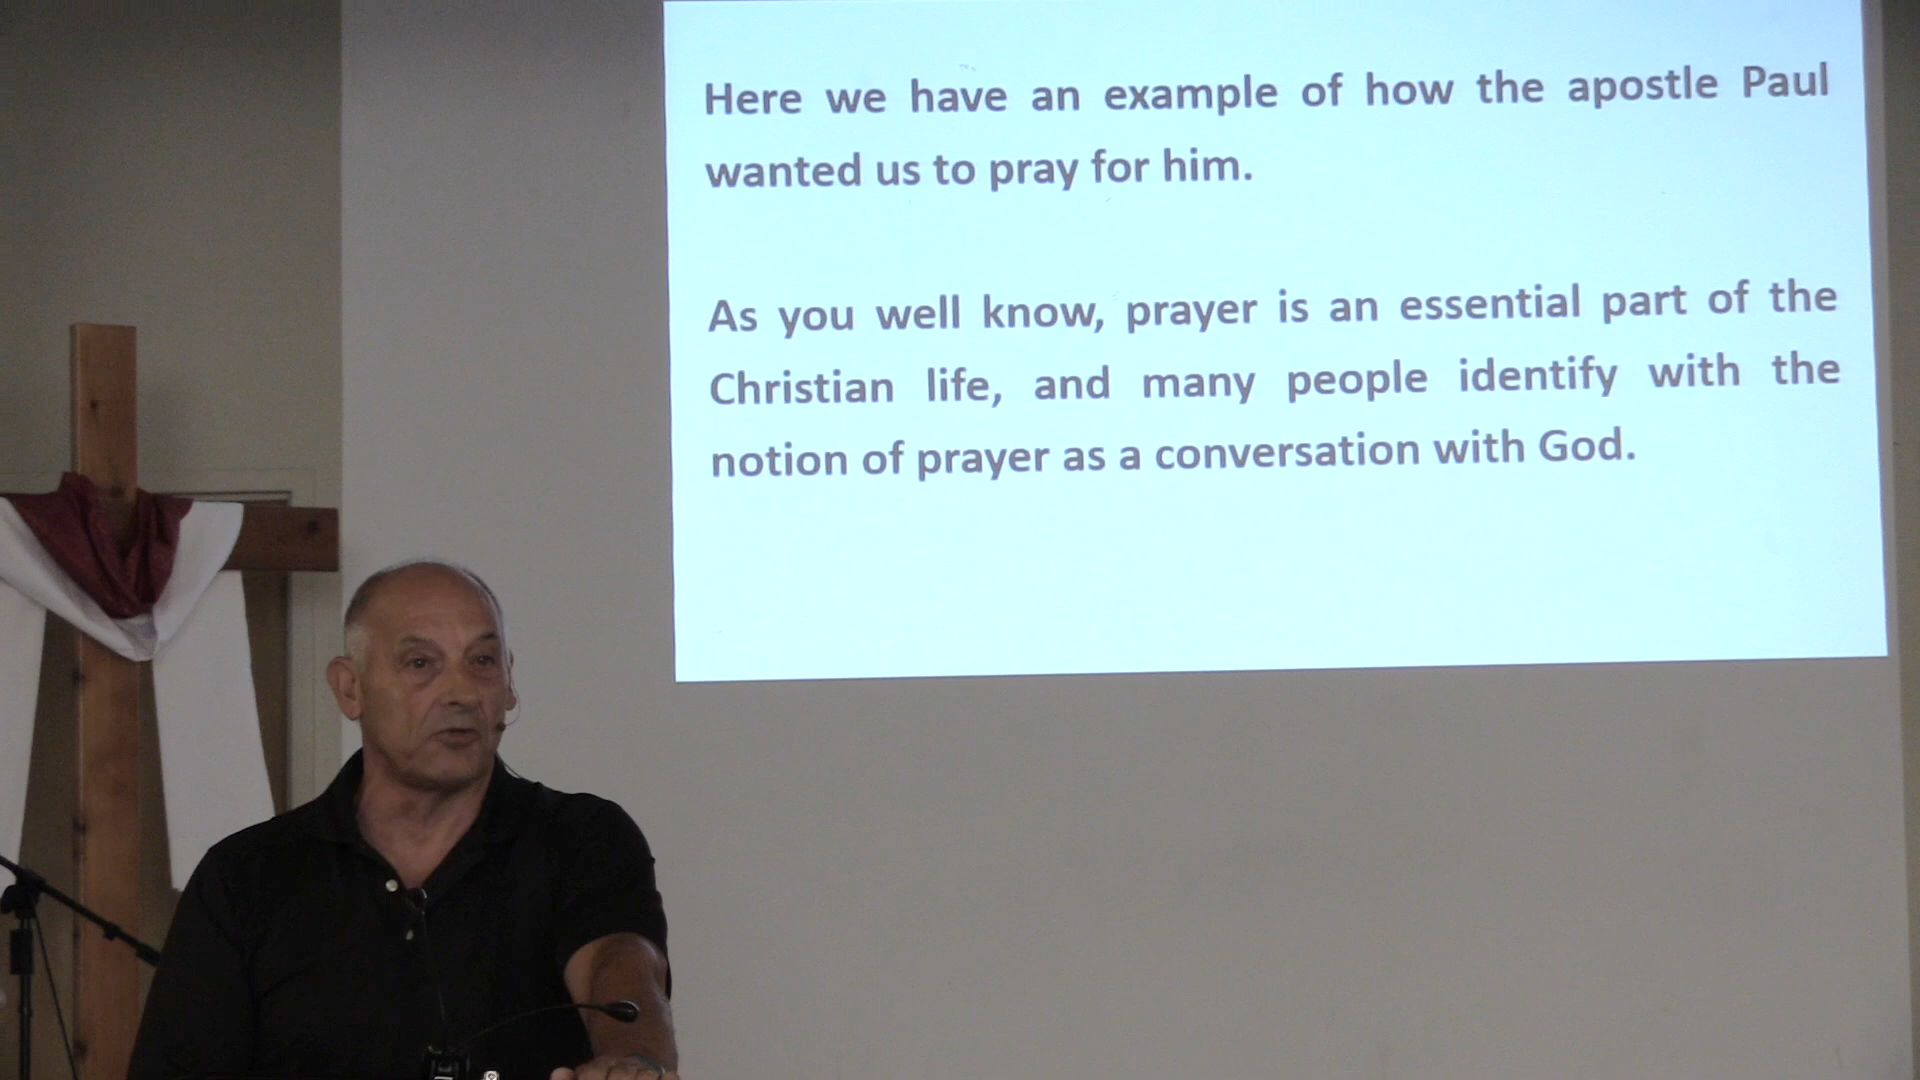 Here we have an example of how the apostle Paul
wanted us to pray for him.
As you well know, prayer is an essential part of the
Christian life, and many people identify with the
notion of prayer as a conversation with God.